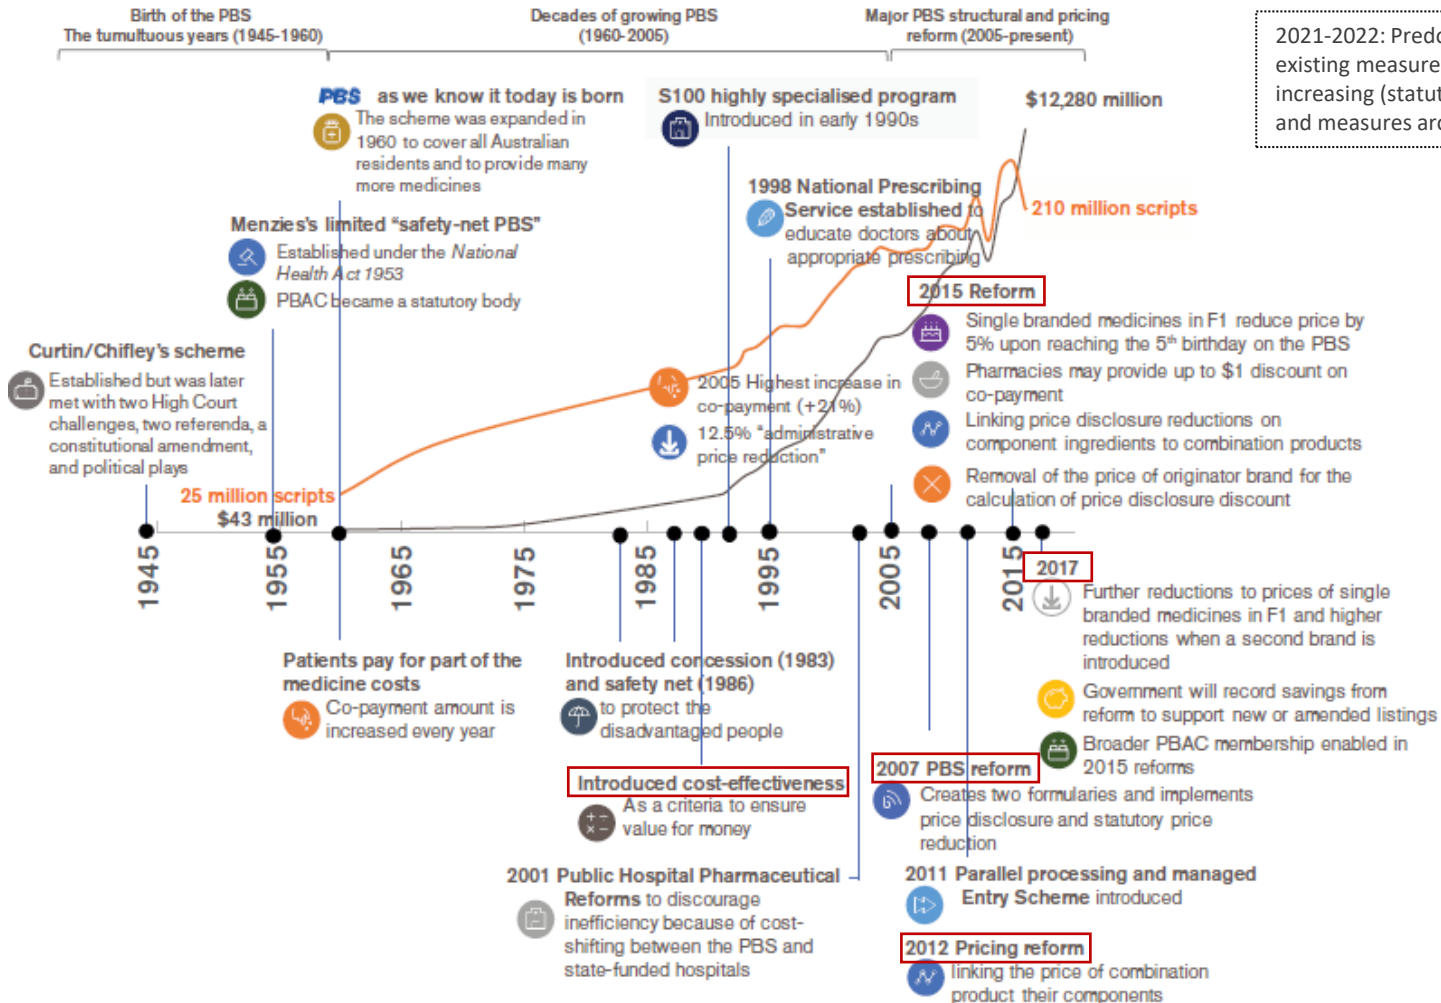 Birth of the PBS
The tumultuous years (1945-1960)
Decades of growing PBS
(1960-2005)
Major PBS structural and pricing
reform (2005-present)
2021-2022:
existing measure
increasing
and measures
PBS as we know it today is born
The scheme was expanded in
1960 to cover all Australian
residents and to provide many
more medicines
S100 highly specialised program
Introduced in early 1990s
$12,280 million
1998 National Prescribing
Service established to
educate doctors about
appropriate prescribing
210 million scripts
Menzies's limited "safety-net PBS"
Established under the National
Health Act 1953
PBAC became a statutory body
2015 Reform
Single branded medicines in F1 reduce price by
5% upon reaching the 5th birthday on the PBS
Pharmacies may provide up to $1 discount on
co-payment
Linking price disclosure reductions on
component ingredients to combination products
Removal of the price of originator brand for the
calculation of price disclosure discount
Curtin/Chifley's scheme
Established but was later
met with two High Court
challenges, two referenda, a
constitutional amendment,
and political plays
2005 Highest increase in
co-payment (+21%)
12.5% "administrative
price reduction"
25 million scripts
$43 million
1945
1955
1965
1975
1985
1995
2005
2015
2017
Further reductions to prices of single
branded medicines in F1 and higher
reductions when a second brand is
introduced
Government will record savings from
reform to support new or amended listings
Broader PBAC membership enabled in
2015 reforms
Patients pay for part of the
medicine costs
Co-payment amount is
increased every year
Introduced concession (1983)
and safety net (1986)
to protect the
disadvantaged people
Introduced cost-effectiveness
As a criteria to ensure
value for money
2001 Public Hospital Pharmaceutical
Reforms to discourage
inefficiency because of cost-
shifting between the PBS and
state-funded hospitals
2007 PBS reform
Creates two formularies and implements
price disclosure and statutory price
reduction
2011 Parallel processing and managed
Entry Scheme introduced
2012 Pricing reform
linking the price of combination
product their components